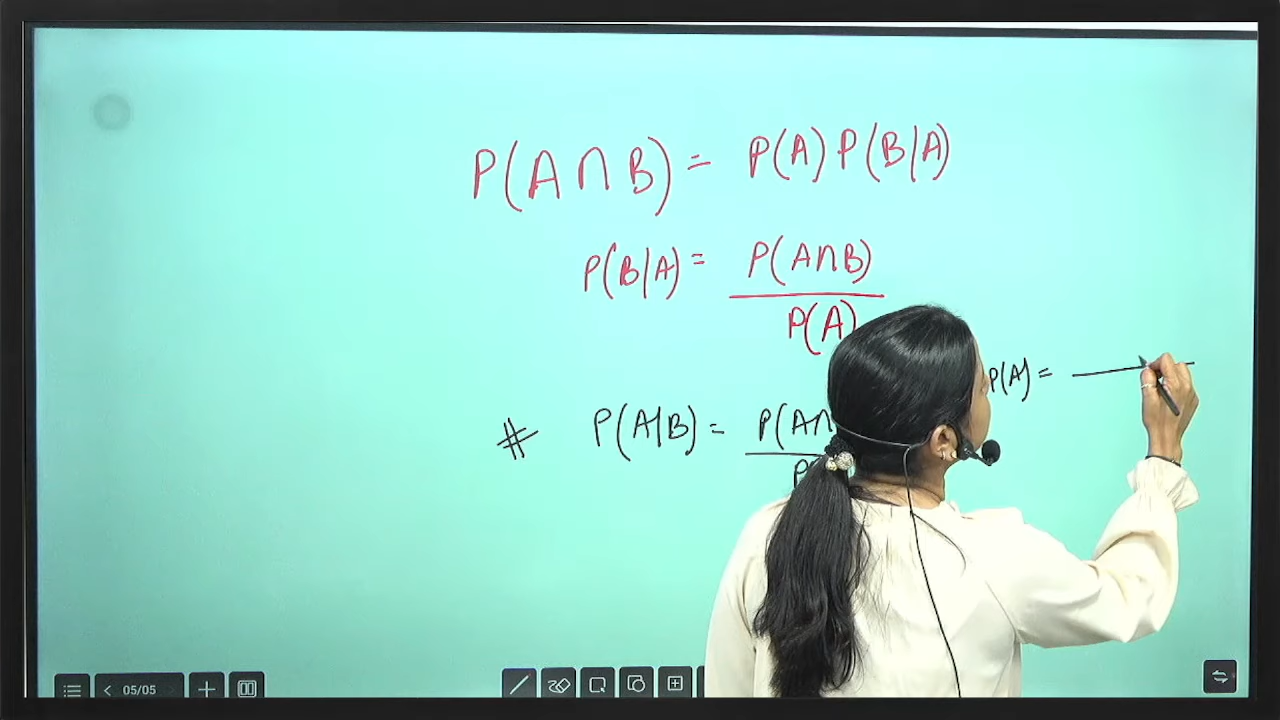 P(A∩B) = P(A) P(B|A)
P(B|A) = P(A∩B)
P(A)
P(A) =
# P(A|B) = P(A∩
05/05